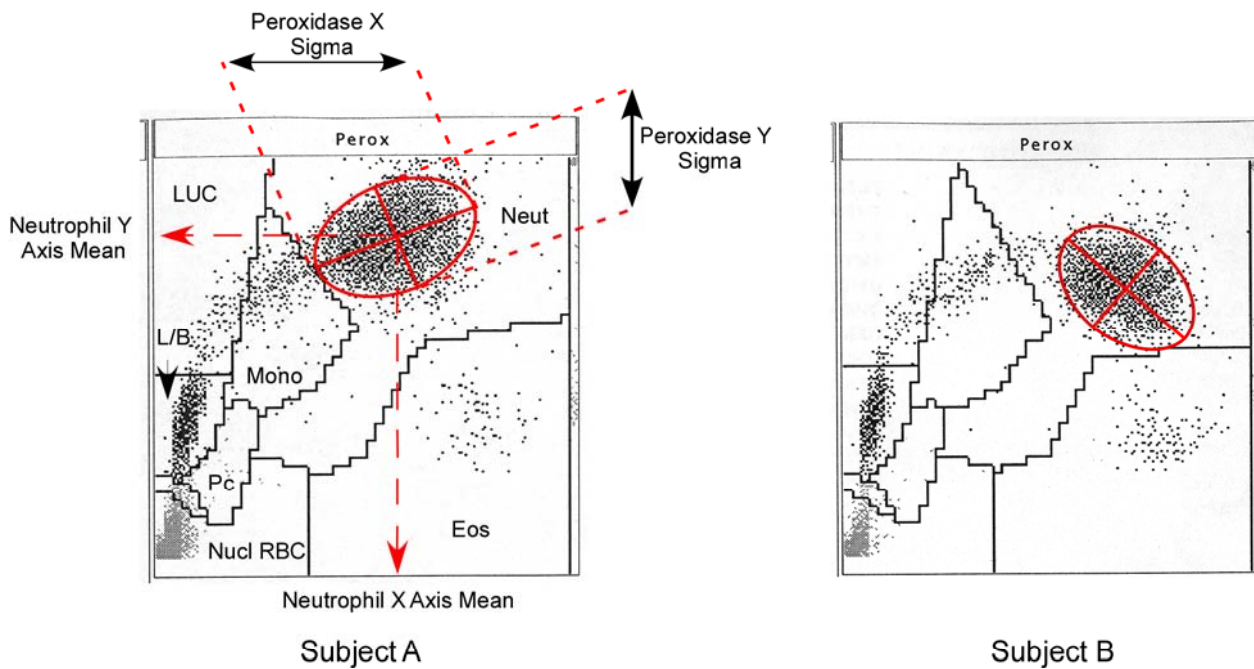 Peroxidase X
Sigma
Perox
Peroxidase Y
Sigma
LUC
Neutrophil Y
Axis Mean
Neut
L/B
Mono
Pc
Eos
Nucl RBC
Neutrophil X Axis Mean
Subject A
Perox
Subject B